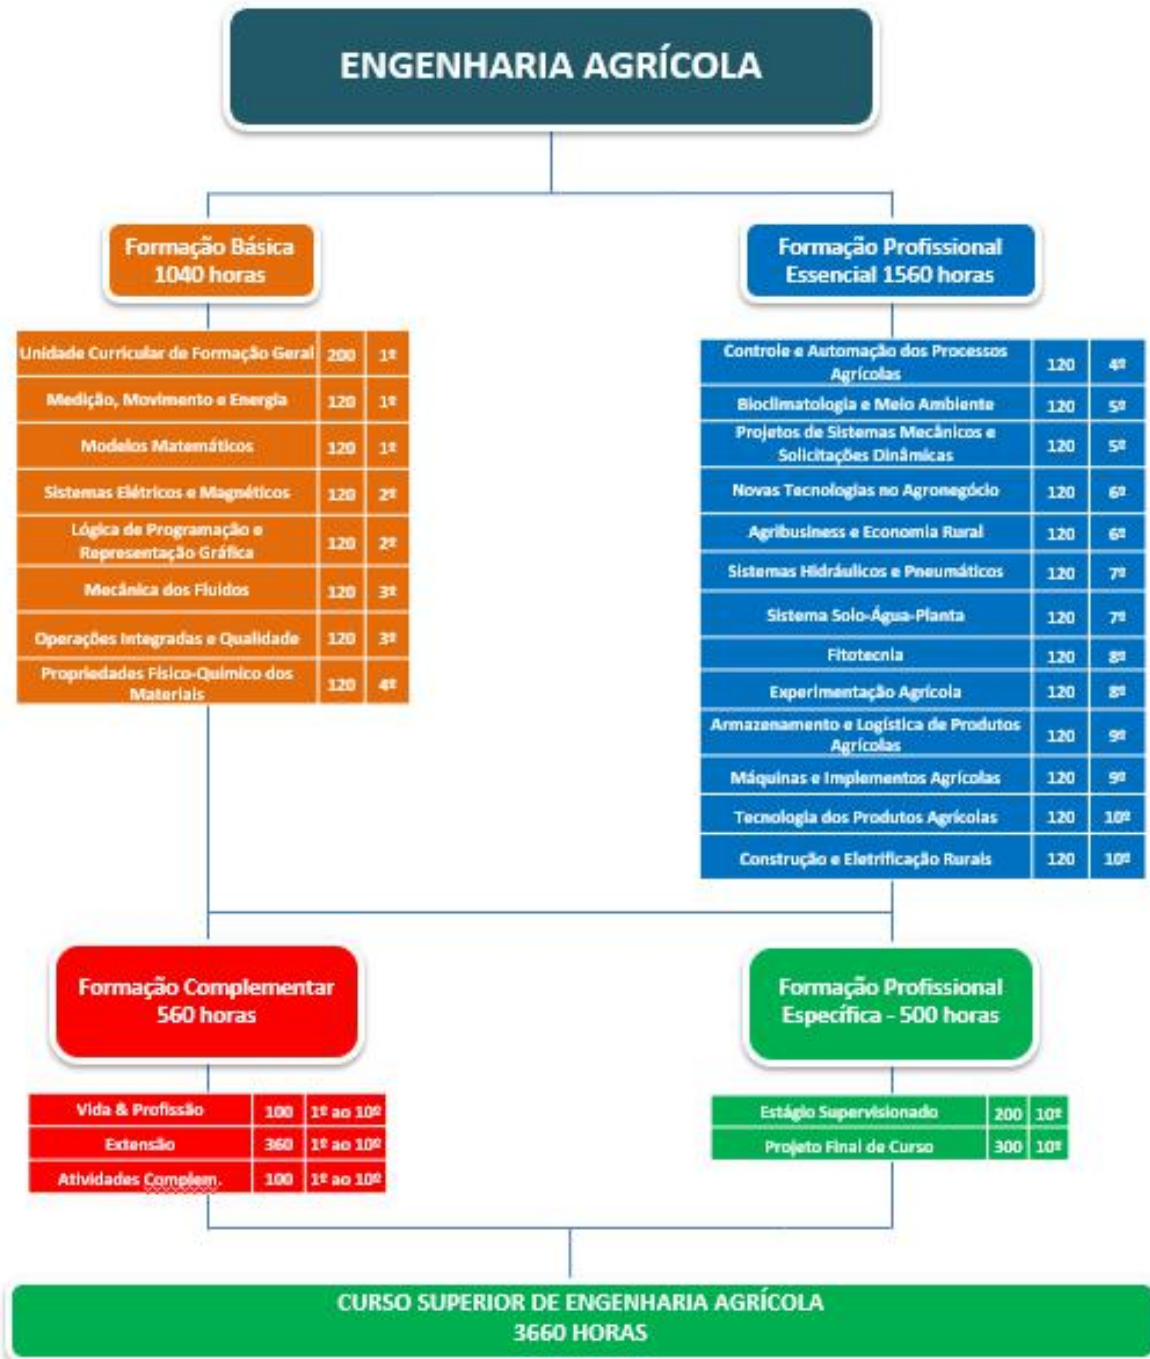 ENGENHARIA AGRÍCOLA
Formação Básica
1040 horas
Unidade Curricular de Formação Geral 200 1º
Medição, Movimento e Energia 120 1º
Modelos Matemáticos 120 1º
Sistemas Elétricos e Magnéticos 120 2º
Lógica de Programação e
Representação Gráfica 120 2º
Mecânica dos Fluidos 120 3º
Operações Integradas e Qualidade 120 3º
Propriedades Físico-Químico dos
Materiais 120 4º
Formação Profissional
Essencial 1560 horas
Controle e Automação dos Processos
Agrícolas 120 4º
Bioclimatologia e Meio Ambiente 120 5º
Projetos de Sistemas Mecânicos e
Solicitações Dinâmicas 120 5º
Novas Tecnologias no Agronegócio 120 6º
Agribusiness e Economia Rural 120 6º
Sistemas Hidráulicos e Pneumáticos 120 7º
Sistema Solo-Água-Planta 120 7º
Fitotecnia 120 8º
Experimentação Agrícola 120 8º
Armazenamento e Logística de Produtos
Agrícolas 120 9º
Máquinas e Implementos Agrícolas 120 9º
Tecnologia dos Produtos Agrícolas 120 10º
Construção e Eletrificação Rurais 120 10º
Formação Complementar
560 horas
Vida & Profissão 100 1º ao 10º
Extensão 360 1º ao 10º
Atividades Complem. 100 1º ao 10º
Formação Profissional
Específica - 500 horas
Estágio Supervisionado 200 10º
Projeto Final de Curso 300 10º
CURSO SUPERIOR DE ENGENHARIA AGRÍCOLA
3660 HORAS